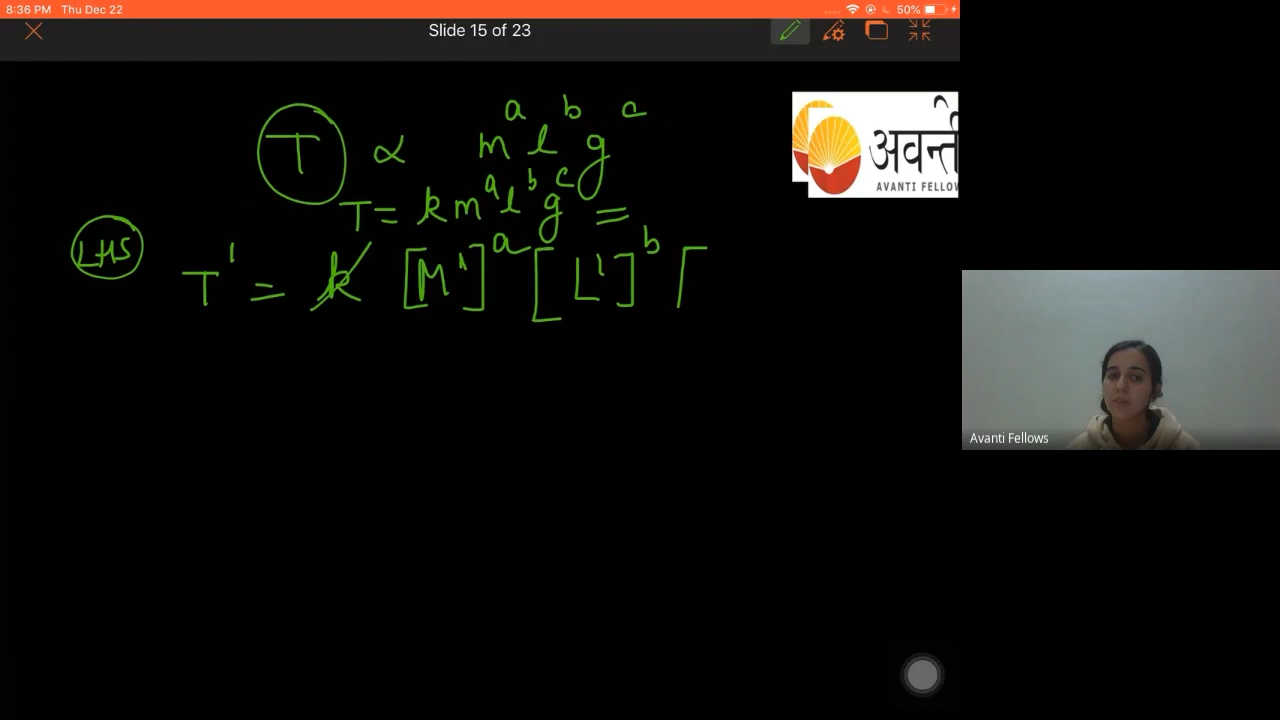 8:36 PM Thu Dec 22
50%
Slide 15 of 23
T ∝ m^a l^b g^c
T = k m^a l^b g^c =
LHS
T^1 = k [M^1]^a [L^1]^b [
अवन्ती
AVANTI FELLOW
Avanti Fellows